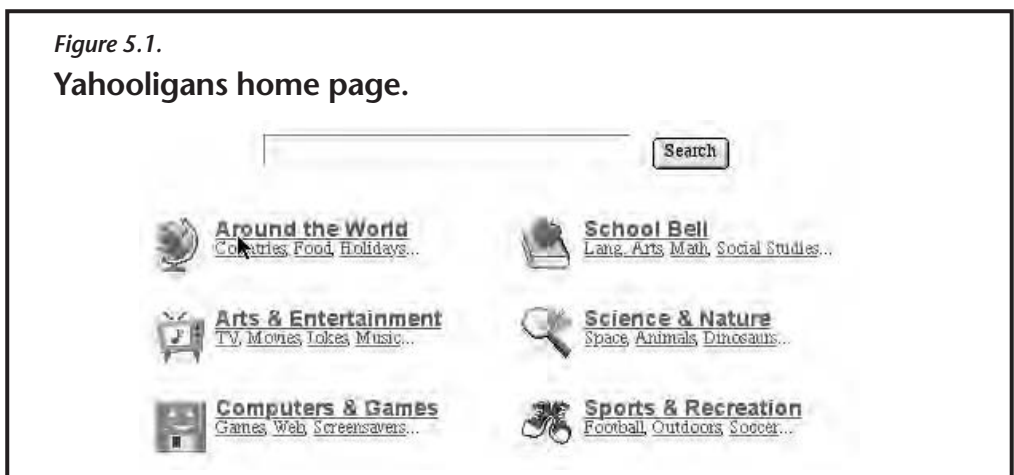 Figure 5.1.
Yahooligans home page.
Search
Around the World
Countries, Food, Holidays...
School Bell
Lang. Arts, Math, Social Studies...
Arts & Entertainment
TV, Movies, Jokes, Music...
Science & Nature
Space, Animals, Dinosaurs...
Computers & Games
Games, Web, Screensavers...
Sports & Recreation
Football, Outdoors, Soccer...